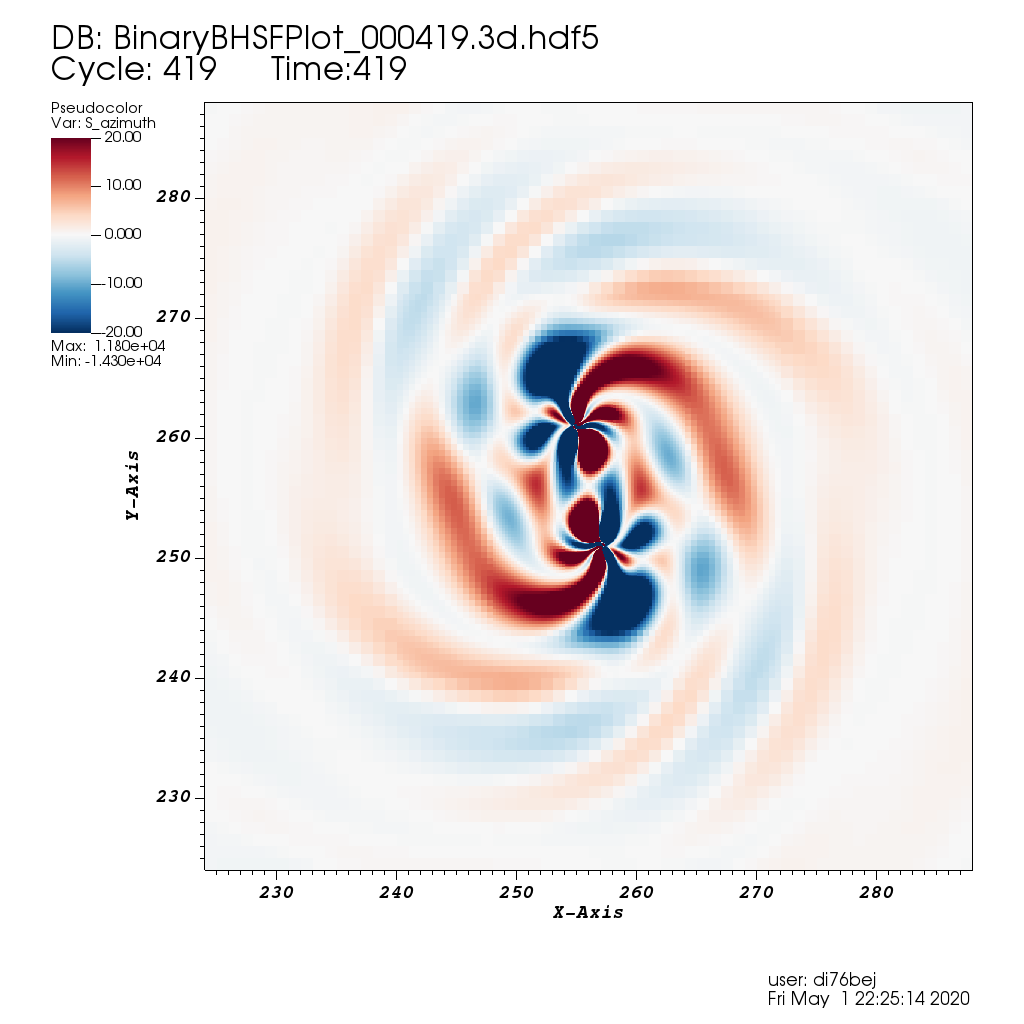 DB: BinaryBHSFPlot_000419.3d.hdf5
Cycle: 419 Time:419
Pseudocolor
Var: S_azimuth
20.00
10.00
0.000
-10.00
-20.00
Max: 1.180e+04
Min: -1.430e+04
280
270
260
250
240
230
Y-Axis
230 240 250 260 270 280
X-Axis
user: di76bej
Fri May 1 22:25:14 2020